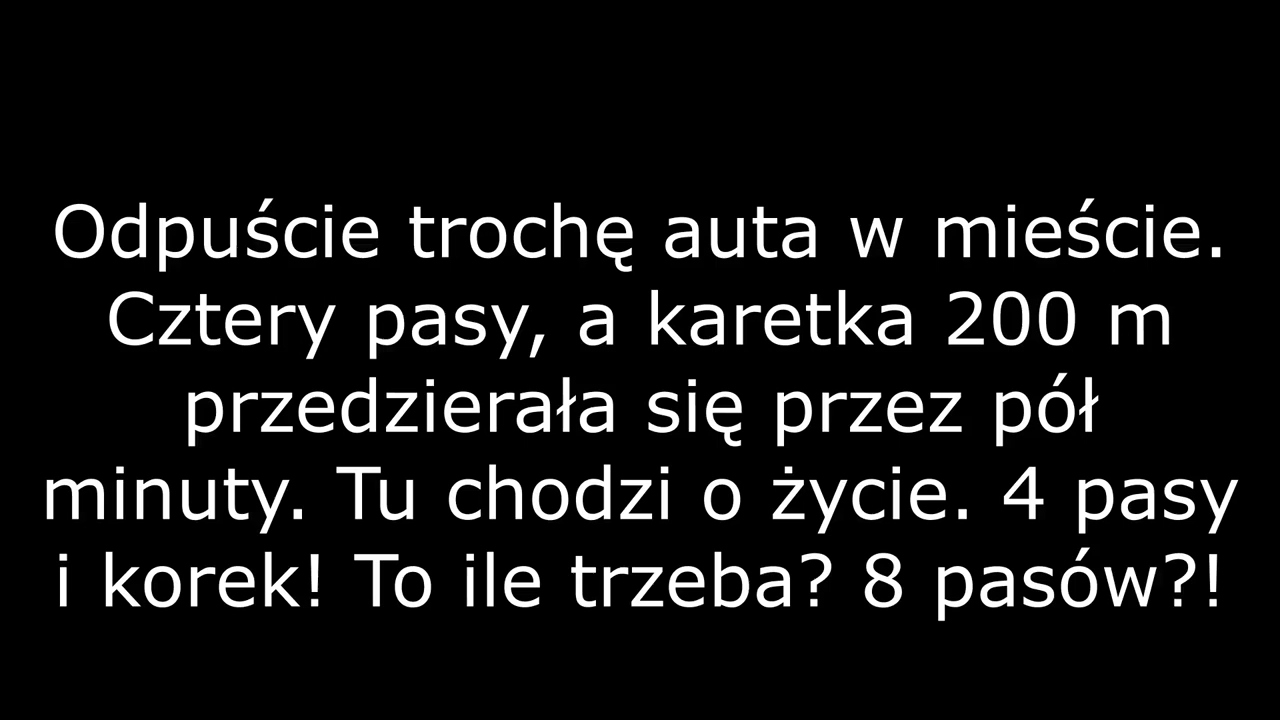 Odpuście trochę auta w mieście.
Cztery pasy, a karetka 200 m
przedzierała się przez pół
minuty. Tu chodzi o życie. 4 pasy
i korek! To ile trzeba? 8 pasów?!